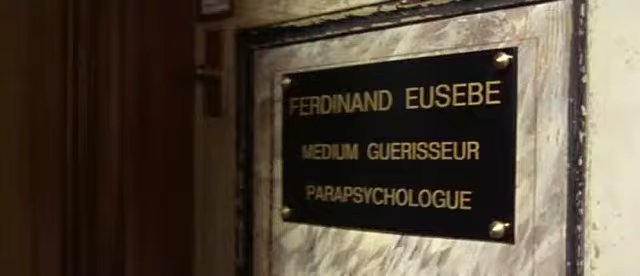 FERDINAND EUSEBE
MEDIUM GUERISSEUR
PARAPSYCHOLOGUE